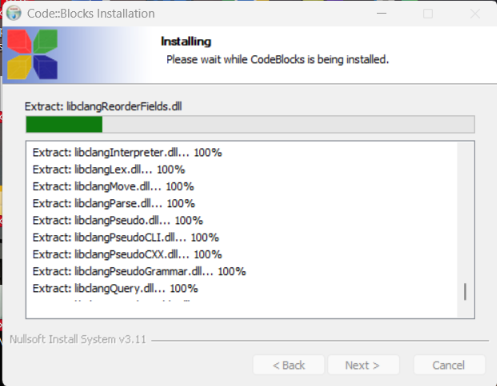 Code::Blocks Installation
Installing
Please wait while CodeBlocks is being installed.
Extract: libclangReorderFields.dll
Extract: libclangInterpreter.dll... 100%
Extract: libclangLex.dll... 100%
Extract: libclangMove.dll... 100%
Extract: libclangParse.dll... 100%
Extract: libclangPseudo.dll... 100%
Extract: libclangPseudoCLI.dll... 100%
Extract: libclangPseudoCXX.dll... 100%
Extract: libclangPseudoGrammar.dll... 100%
Extract: libclangQuery.dll... 100%
Nullsoft Install System v3.11
< Back
Next >
Cancel